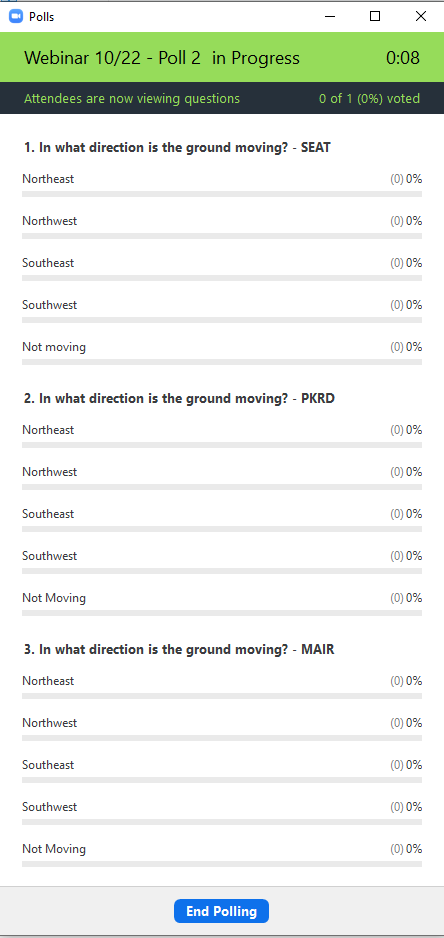 Polls
Webinar 10/22 - Poll 2 in Progress 0:08
Attendees are now viewing questions 0 of 1 (0%) voted
1. In what direction is the ground moving? - SEAT
Northeast (0) 0%
Northwest (0) 0%
Southeast (0) 0%
Southwest (0) 0%
Not moving (0) 0%
2. In what direction is the ground moving? - PKRD
Northeast (0) 0%
Northwest (0) 0%
Southeast (0) 0%
Southwest (0) 0%
Not Moving (0) 0%
3. In what direction is the ground moving? - MAIR
Northeast (0) 0%
Northwest (0) 0%
Southeast (0) 0%
Southwest (0) 0%
Not Moving (0) 0%
End Polling